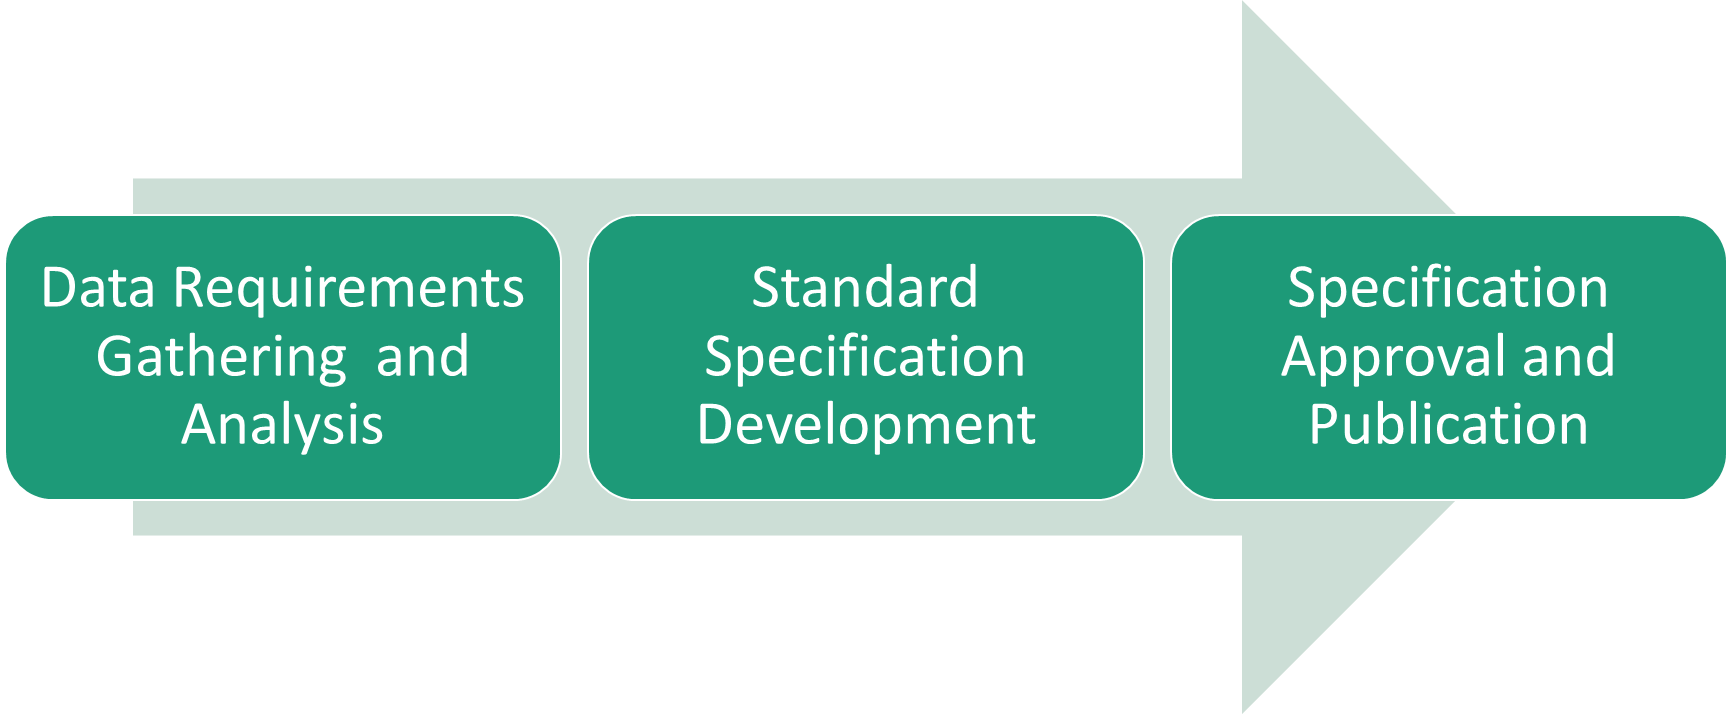 Data Requirements
Gathering  and
Analysis
Standard
Specification
Development
Specification
Approval and
Publication